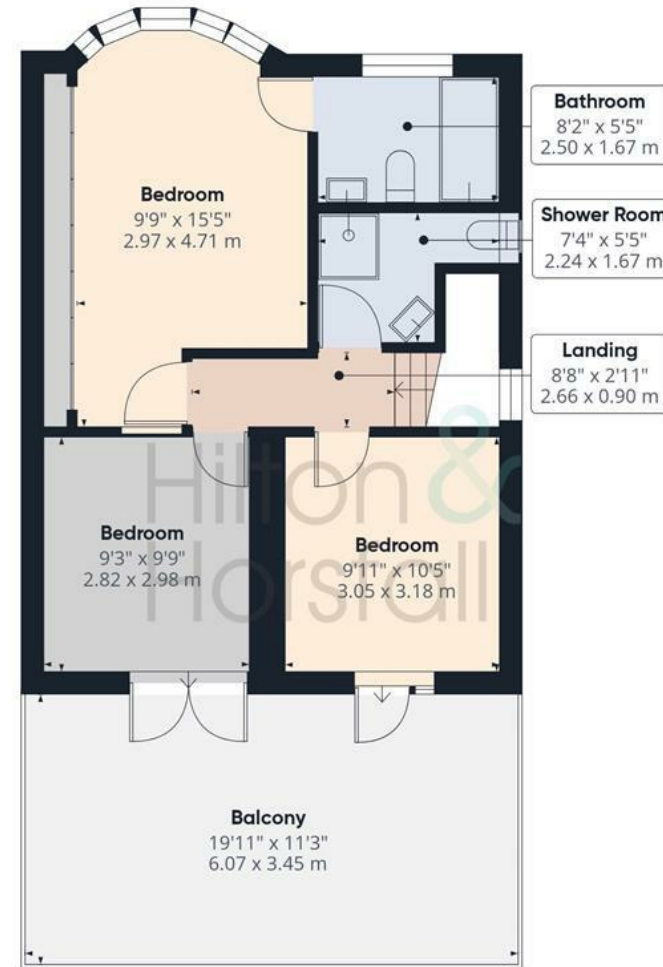 Bathroom
8'2" x 5'5"
2.50 x 1.67 m
Bedroom
9'9" x 15'5"
2.97 x 4.71 m
Shower Room
7'4" x 5'5"
2.24 x 1.67 m
Landing
8'8" x 2'11"
2.66 x 0.90 m
Hilton &
Horsfall
Bedroom
9'3" x 9'9"
2.82 x 2.98 m
Bedroom
9'11" x 10'5"
3.05 x 3.18 m
Balcony
19'11" x 11'3"
6.07 x 3.45 m